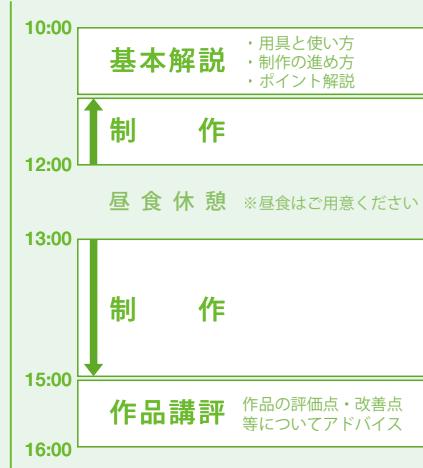 10:00
基本解説
・用具と使い方
・制作の進め方
・ポイント解説
制 作
12:00
昼食休憩 ※昼食はご用意ください
13:00
制 作
15:00
作品講評
作品の評価点・改善点
等についてアドバイス
16:00